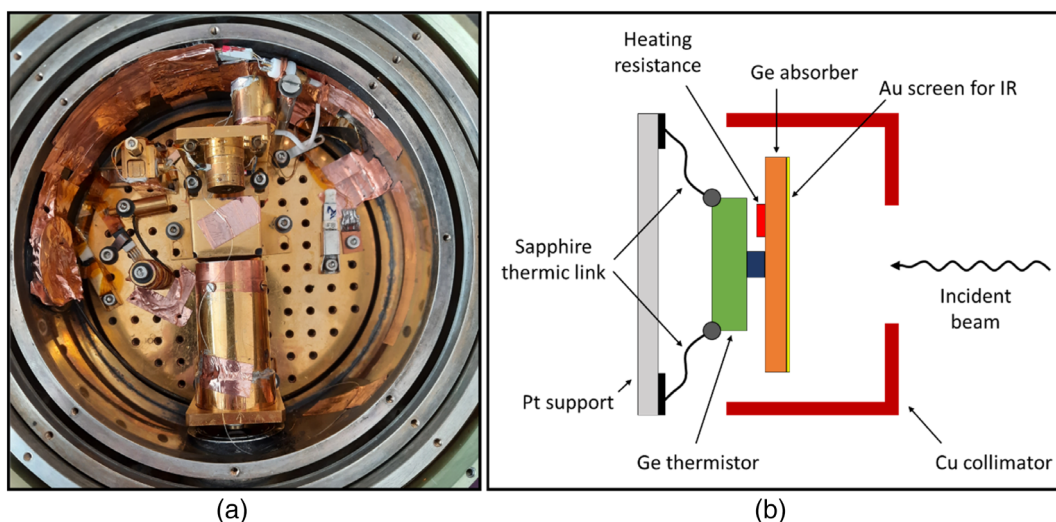 Heating
resistance
Ge absorber
Au screen for IR
Sapphire
thermic link
Incident
beam
Pt support
Ge thermistor
Cu collimator
(a)
(b)